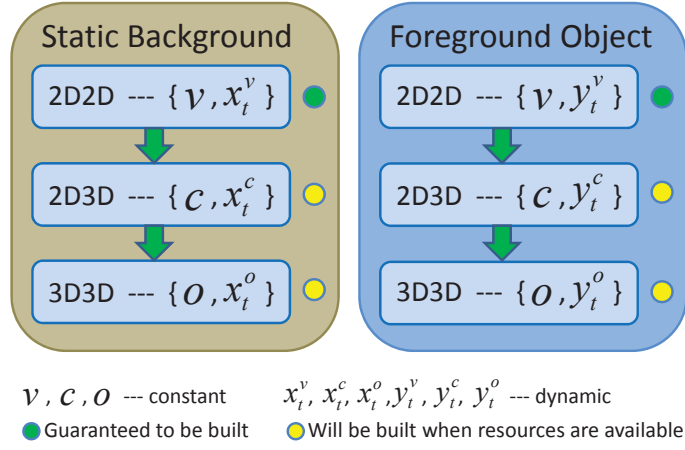 Static Background
2D2D --- { v , x_t^v }
2D3D --- { c , x_t^c }
3D3D --- { o , x_t^o }
Foreground Object
2D2D --- { v , y_t^v }
2D3D --- { c , y_t^c }
3D3D --- { o , y_t^o }
v , c , o --- constant
x_t^v, x_t^c, x_t^o, y_t^v, y_t^c, y_t^o --- dynamic
Guaranteed to be built
Will be built when resources are available